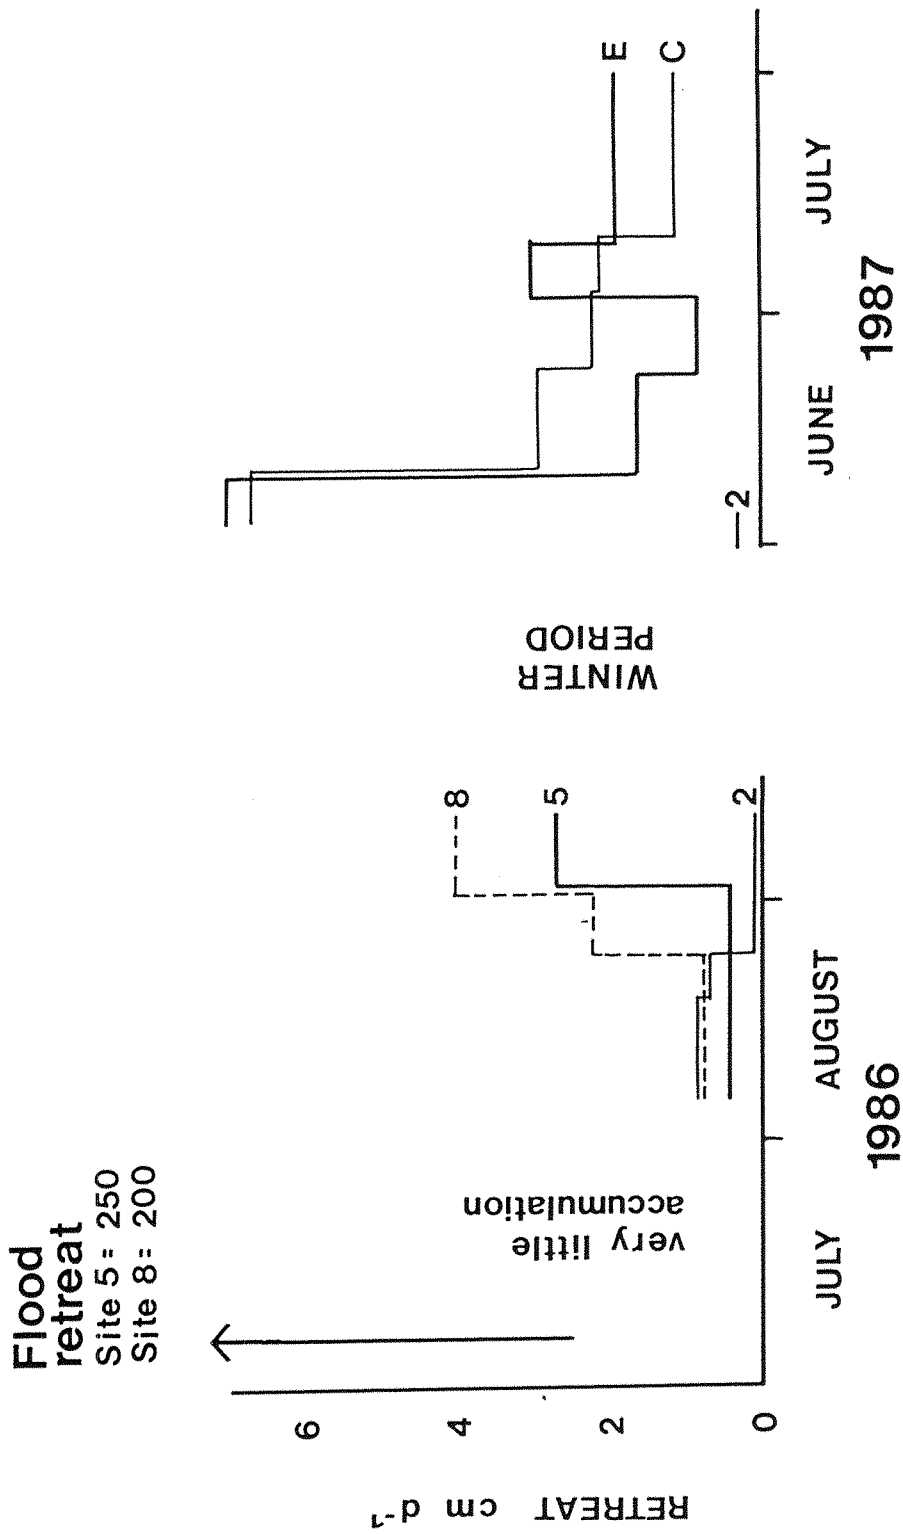 Flood
retreat
Site 5 = 250
Site 8 = 200
RETREAT cm d⁻¹
6
4
2
0
very little
accumulation
8
5
2
JULY
AUGUST
1986
WINTER
PERIOD
E
C
2
JUNE
JULY
1987